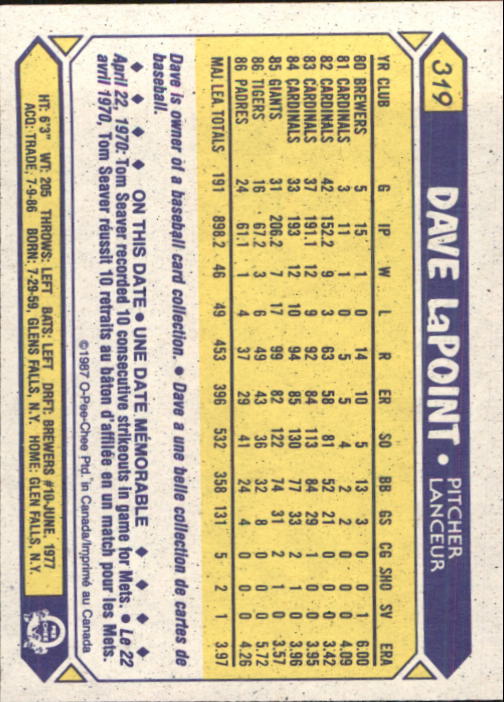 319
DAVE LaPOINT • PITCHER
LANCEUR
YR CLUB G IP W L R ER SO BB GS CG SHO SV ERA
80 BREWERS 5 15 1 0 14 10 5 13 3 0 0 1 6.00
81 CARDINALS 3 11 1 0 5 5 4 2 2 0 0 0 4.09
82 CARDINALS 42 152.2 9 3 63 58 81 52 21 0 0 0 3.42
83 CARDINALS 37 191.1 12 9 92 84 113 84 29 1 0 0 3.95
84 CARDINALS 33 193 12 10 94 85 130 77 33 2 1 0 3.96
85 GIANTS 31 206.2 7 17 99 82 122 74 31 2 1 0 3.57
86 TIGERS 16 67.2 3 6 49 43 36 32 8 0 0 0 5.72
86 PADRES 24 61.1 1 4 37 29 41 24 4 0 0 0 4.26
MAJ. LEA. TOTALS 191 898.2 46 49 453 396 532 358 131 5 2 1 3.97
Dave is owner of a baseball card collection. • Dave a une belle collection de cartes de
baseball.
♦ ♦ ♦ ♦ ON THIS DATE • UNE DATE MÉMORABLE ♦ ♦ ♦ ♦
April 22, 1970: Tom Seaver recorded 10 consecutive strikeouts in game for Mets. • Le 22
avril 1970, Tom Seaver réussit 10 retraits au bâton d'affilée en un match pour les Mets.
©1987 O-Pee-Chee Ptd. in Canada/Imprimé au Canada
HT: 6'3" WT: 205 THROWS: LEFT BATS: LEFT DRFT: BREWERS #10-JUNE, 1977
ACQ: TRADE, 7-9-86 BORN: 7-29-59, GLENS FALLS, N.Y. HOME: GLEN FALLS, N.Y.
O
PEE
CHEE